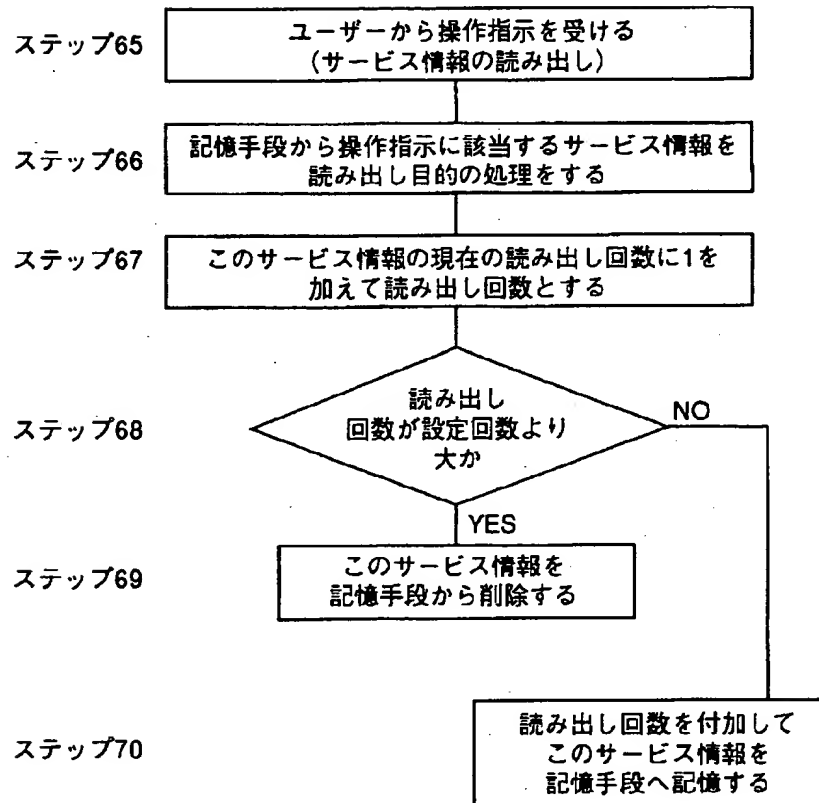 ステップ65
ユーザーから操作指示を受ける
(サービス情報の読み出し)
ステップ66
記憶手段から操作指示に該当するサービス情報を
読み出し目的の処理をする
ステップ67
このサービス情報の現在の読み出し回数に1を
加えて読み出し回数とする
ステップ68
読み出し
回数が設定回数より
大か
NO
YES
ステップ69
このサービス情報を
記憶手段から削除する
ステップ70
読み出し回数を付加して
このサービス情報を
記憶手段へ記憶する